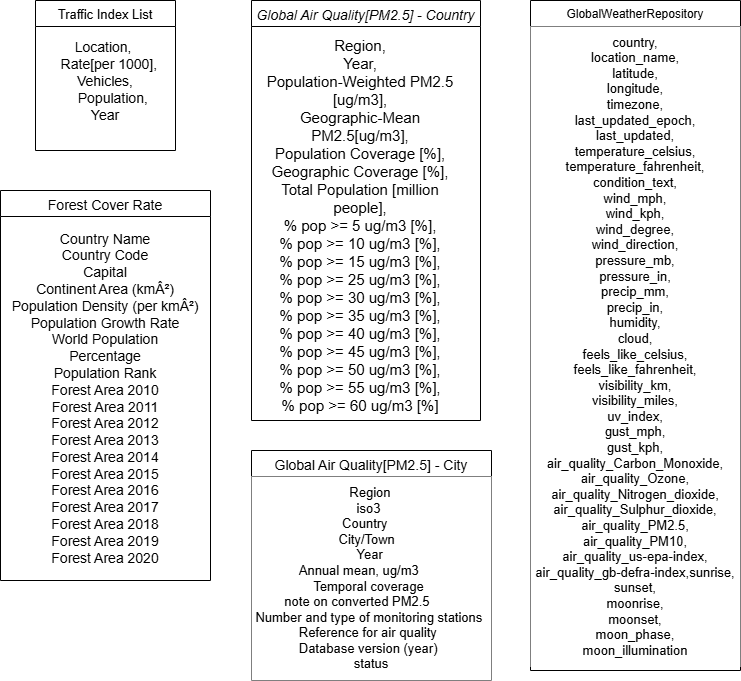 Traffic Index List
Location,
Rate[per 1000],
Vehicles,
Population,
Year
Forest Cover Rate
Country Name
Country Code
Capital
Continent Area (kmÂ²)
Population Density (per kmÂ²)
Population Growth Rate
World Population
Percentage
Population Rank
Forest Area 2010
Forest Area 2011
Forest Area 2012
Forest Area 2013
Forest Area 2014
Forest Area 2015
Forest Area 2016
Forest Area 2017
Forest Area 2018
Forest Area 2019
Forest Area 2020
Global Air Quality[PM2.5] - Country
Region,
Year,
Population-Weighted PM2.5
[ug/m3],
Geographic-Mean
PM2.5[ug/m3],
Population Coverage [%],
Geographic Coverage [%],
Total Population [million
people],
% pop >= 5 ug/m3 [%],
% pop >= 10 ug/m3 [%],
% pop >= 15 ug/m3 [%],
% pop >= 25 ug/m3 [%],
% pop >= 30 ug/m3 [%],
% pop >= 35 ug/m3 [%],
% pop >= 40 ug/m3 [%],
% pop >= 45 ug/m3 [%],
% pop >= 50 ug/m3 [%],
% pop >= 55 ug/m3 [%],
% pop >= 60 ug/m3 [%]
Global Air Quality[PM2.5] - City
Region
iso3
Country
City/Town
Year
Annual mean, ug/m3
Temporal coverage
note on converted PM2.5
Number and type of monitoring stations
Reference for air quality
Database version (year)
status
GlobalWeatherRepository
country,
location_name,
latitude,
longitude,
timezone,
last_updated_epoch,
last_updated,
temperature_celsius,
temperature_fahrenheit,
condition_text,
wind_mph,
wind_kph,
wind_degree,
wind_direction,
pressure_mb,
pressure_in,
precip_mm,
precip_in,
humidity,
cloud,
feels_like_celsius,
feels_like_fahrenheit,
visibility_km,
visibility_miles,
uv_index,
gust_mph,
gust_kph,
air_quality_Carbon_Monoxide,
air_quality_Ozone,
air_quality_Nitrogen_dioxide,
air_quality_Sulphur_dioxide,
air_quality_PM2.5,
air_quality_PM10,
air_quality_us-epa-index,
air_quality_gb-defra-index,sunrise,
sunset,
moonrise,
moonset,
moon_phase,
moon_illumination